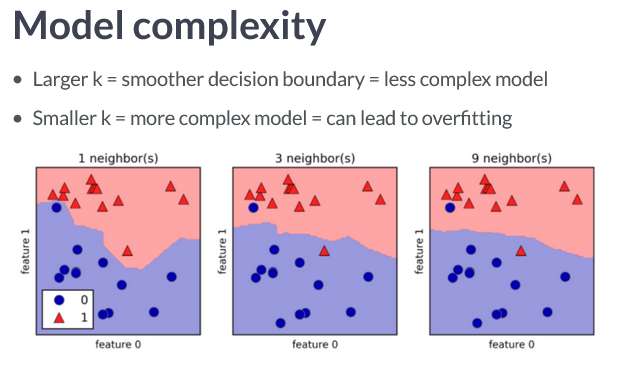 Model complexity
• Larger k = smoother decision boundary = less complex model
• Smaller k = more complex model = can lead to overfitting
1 neighbor(s)
3 neighbor(s)
9 neighbor(s)
feature 1
0
1
feature 0
feature 1
feature 0
feature 1
feature 0